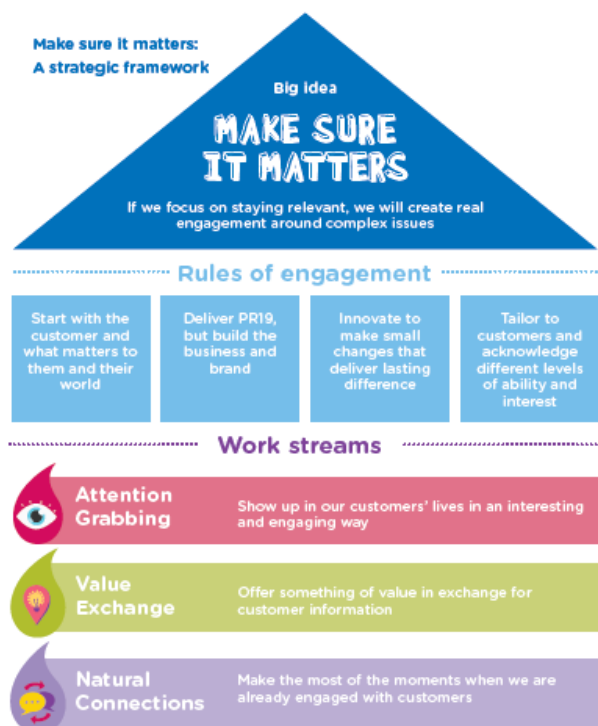 Make sure it matters:
A strategic framework
Big idea
MAKE SURE
IT MATTERS
If we focus on staying relevant, we will create real
engagement around complex issues
Rules of engagement
Start with the
customer and
what matters to
them and their
world
Deliver PR19,
but build the
business and
brand
Innovate to
make small
changes that
deliver lasting
difference
Tailor to
customers and
acknowledge
different levels
of ability and
interest
Work streams
Attention
Grabbing
Show up in our customers' lives in an interesting
and engaging way
Value
Exchange
Offer something of value in exchange for
customer information
Natural
Connections
Make the most of the moments when we are
already engaged with customers